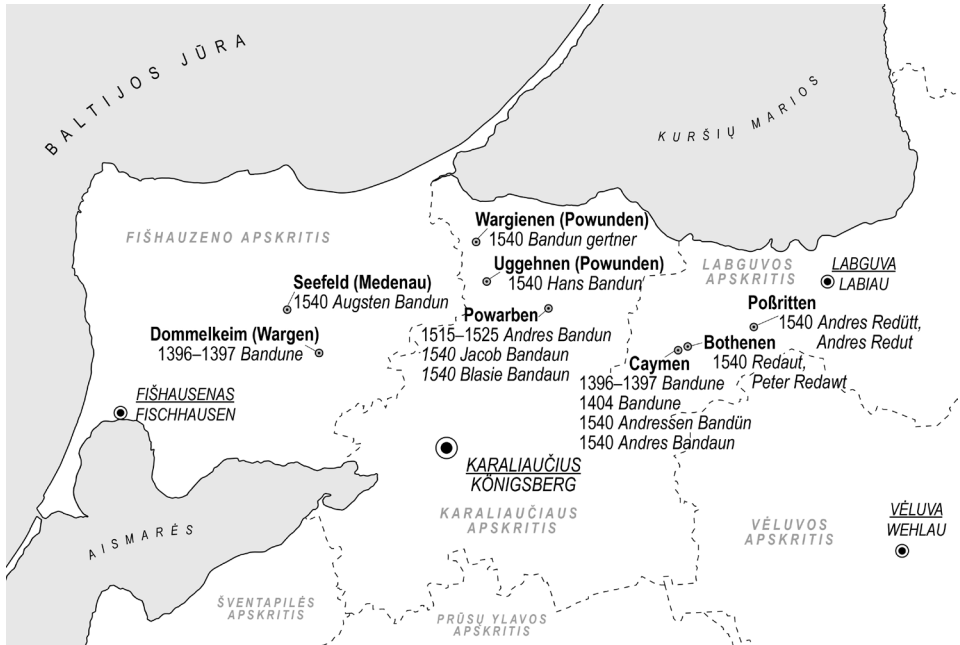 BALTIJOS JŪRA
KURŠIŲ MARIOS
FIŠHAUZENO APSKRITIS
Wargienen (Powunden)
1540 Bandun gertner
Uggehnen (Powunden)
1540 Hans Bandun
LABGUVOS
APSKRITIS
LABGUVA
LABIAU
Seefeld (Medenau)
1540 Augsten Bandun
Powarben
1515–1525 Andres Bandun
1540 Jacob Bandaun
1540 Blasie Bandaun
Poßritten
1540 Andres Redütt,
Andres Redut
Dommelkeim (Wargen)
1396–1397 Bandune
Bothenen
1540 Redaut,
Peter Redawt
Caymen
1396–1397 Bandune
1404 Bandune
1540 Andressen Bandün
1540 Andres Bandaun
FIŠHAUSENAS
FISCHHAUSEN
KARALIAUČIUS
KÖNIGSBERG
KARALIAUČIAUS
APSKRITIS
VĖLUVOS
APSKRITIS
VĖLUVA
WEHLAU
AISMARĖS
ŠVENTAPILĖS
APSKRITIS
PRŪSŲ YLAVOS
APSKRITIS